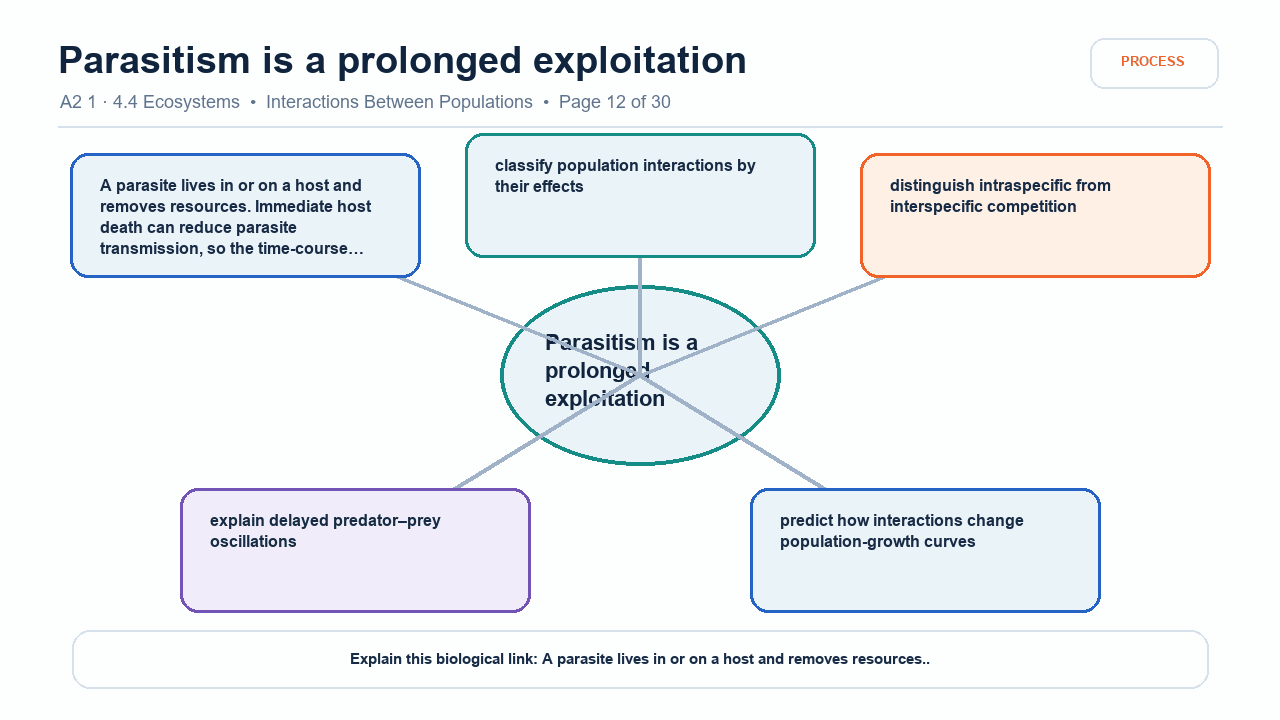 Parasitism is a prolonged exploitation
PROCESS
A2 1 · 4.4 Ecosystems • Interactions Between Populations • Page 12 of 30
A parasite lives in or on a host and
removes resources. Immediate host
death can reduce parasite
transmission, so the time-course…
classify population interactions by
their effects
distinguish intraspecific from
interspecific competition
Parasitism is a
prolonged
exploitation
explain delayed predator–prey
oscillations
predict how interactions change
population-growth curves
Explain this biological link: A parasite lives in or on a host and removes resources..